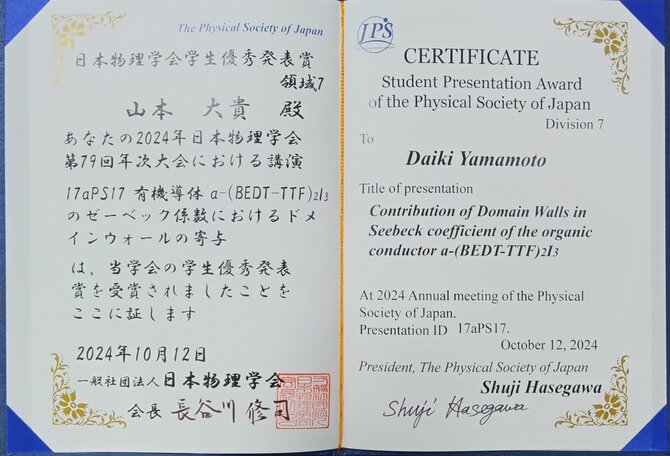 The Physical Society of Japan
日本物理学会学生優秀発表賞
領域7
山本 大貴 殿
あなたの2024年日本物理学会
第79回年次大会における講演
17aPS17 有機導体 a-(BEDT-TTF)2I3
のゼーベック係数におけるドメ
インウォールの寄与
は、当学会の学生優秀発表
賞を受賞されましたことを
ここに証します
2024年10月12日
一般社団法人日本物理学会
会長 長谷川 修司
JPS
CERTIFICATE
Student Presentation Award
of the Physical Society of Japan
Division 7
To
Daiki Yamamoto
Title of presentation
Contribution of Domain Walls in
Seebeck coefficient of the organic
conductor a-(BEDT-TTF)2I3
At 2024 Annual meeting of the Physical
Society of Japan.
Presentation ID 17aPS17.
October 12, 2024
President, The Physical Society of Japan
Shuji Hasegawa
Shuji Hasegawa